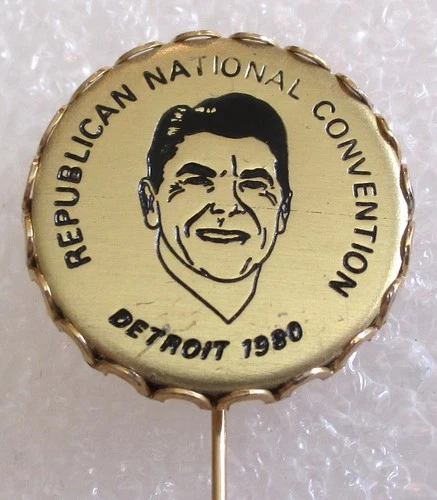 REPUBLICAN NATIONAL CONVENTION
DETROIT 1980